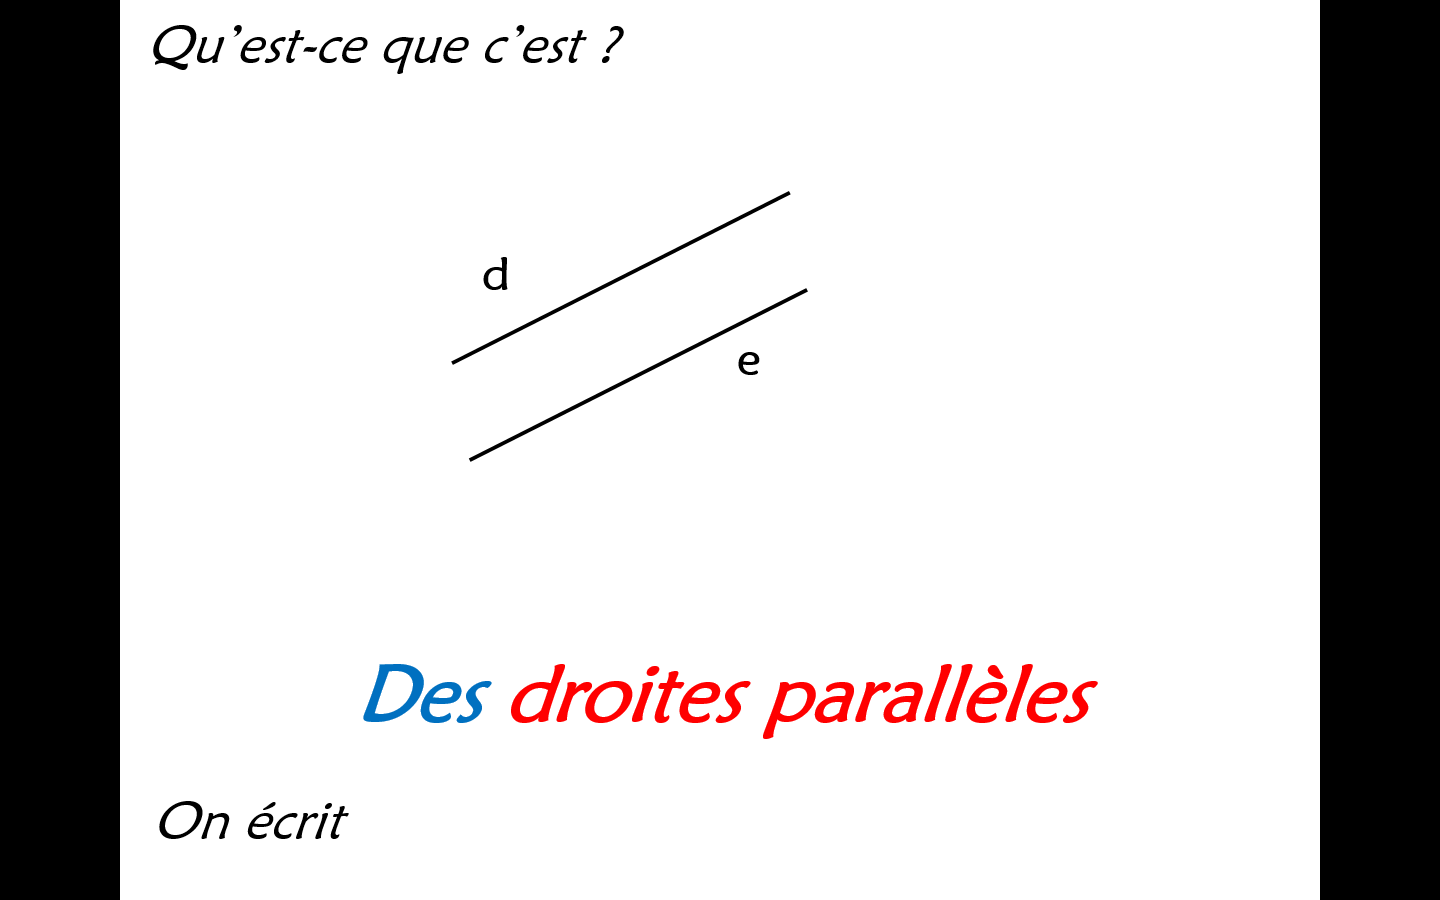 Qu’est-ce que c’est ?
d
e
Des droites parallèles
On écrit